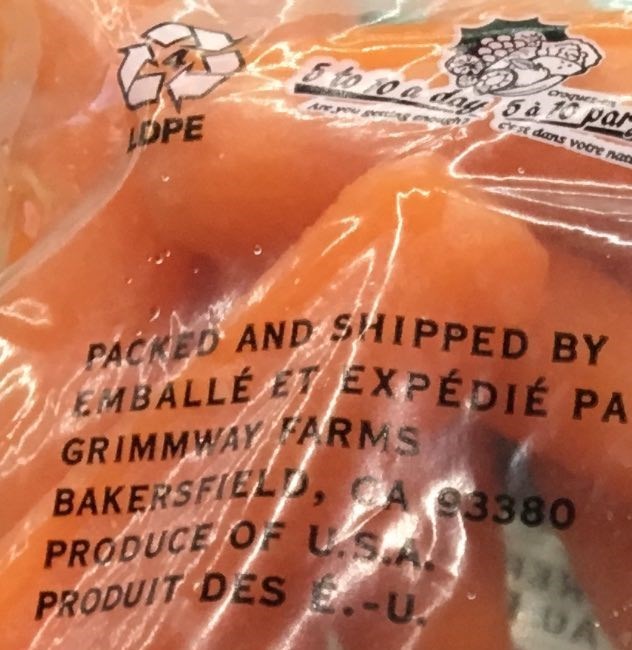 4
LDPE
5 to 10 a day
Are you getting enough?
5 à 10 par
C'est dans votre nat
PACKED AND SHIPPED BY
EMBALLÉ ET EXPÉDIÉ PA
GRIMMWAY FARMS
BAKERSFIELD, CA 93380
PRODUCE OF U.S.A.
PRODUIT DES É.-U.